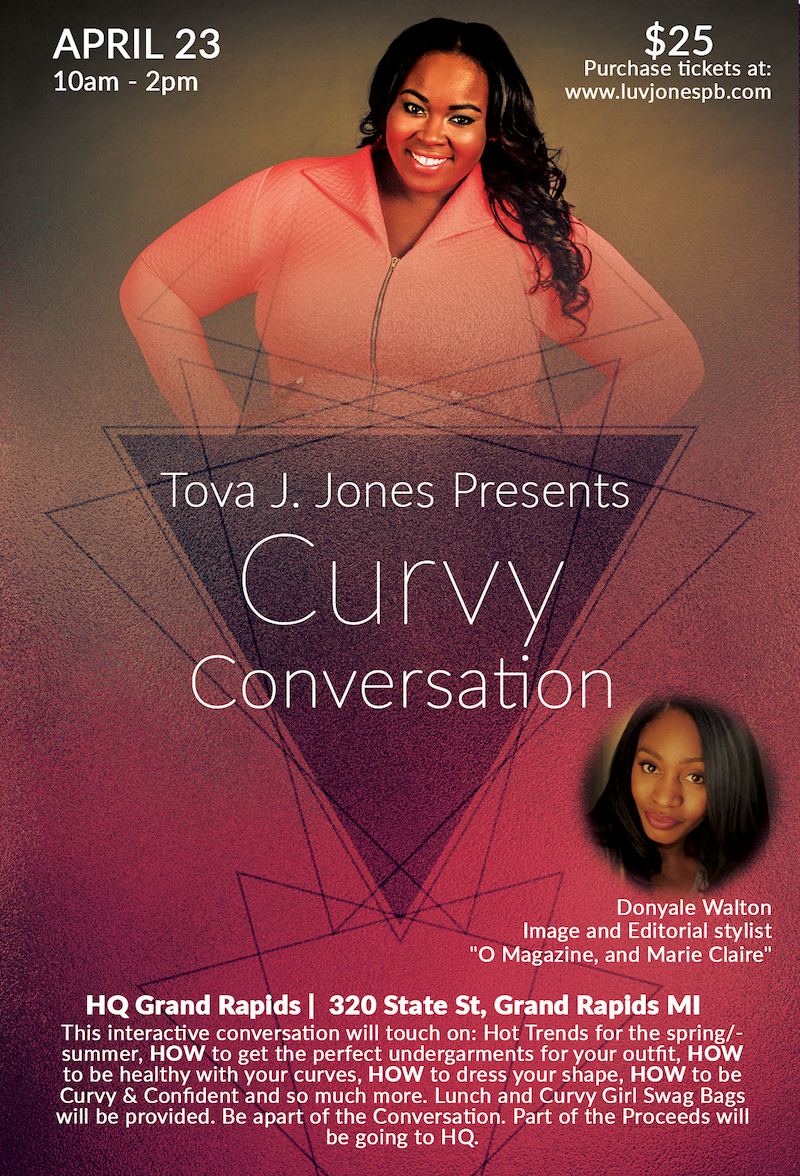 APRIL 23
10am - 2pm
$25
Purchase tickets at:
www.luvjonespb.com
Tova J. Jones Presents
Curvy
Conversation
Donyale Walton
Image and Editorial stylist
"O Magazine, and Marie Claire"
HQ Grand Rapids | 320 State St, Grand Rapids MI
This interactive conversation will touch on: Hot Trends for the spring/-
summer, HOW to get the perfect undergarments for your outfit, HOW
to be healthy with your curves, HOW to dress your shape, HOW to be
Curvy & Confident and so much more. Lunch and Curvy Girl Swag Bags
will be provided. Be apart of the Conversation. Part of the Proceeds will
be going to HQ.